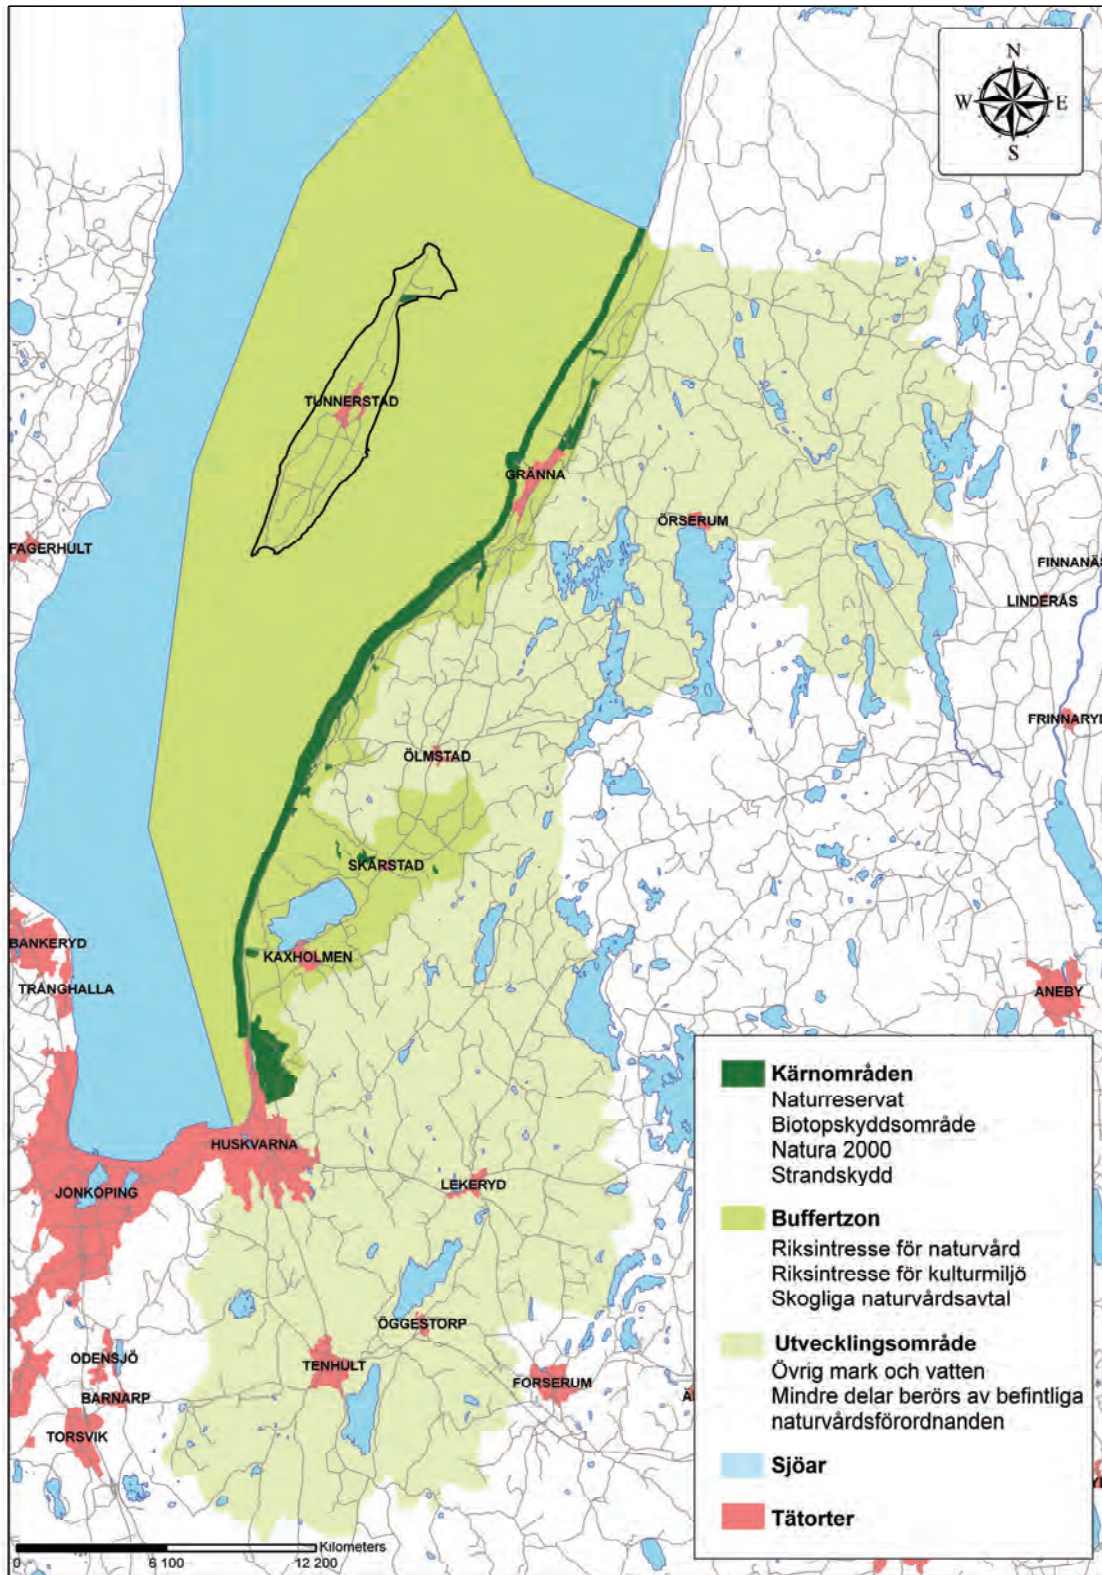 N
W E
S
TUNNERSTAD
GRÄNNA
FAGERHULT
ÖRSERUM
FINNANÄS
LINDERÅS
FRINNARYD
ÖLMSTAD
SKÄRSTAD
BANKERYD
KAXHOLMEN
TRÅNGHALLA
ANEBY
HUSKVARNA
JÖNKÖPING
LEKERYD
ÖGGESTORP
ODENSJÖ
TENHULT
FORSERUM
BARNARP
TORSVIK
Kärnområden
Naturreservat
Biotopskyddsområde
Natura 2000
Strandskydd
Buffertzon
Riksintresse för naturvård
Riksintresse för kulturmiljö
Skogliga naturvårdsavtal
Utvecklingsområde
Övrig mark och vatten
Mindre delar berörs av befintliga
naturvårdsförordnanden
Sjöar
Tätorter
Kilometers
0 6 100 12 200